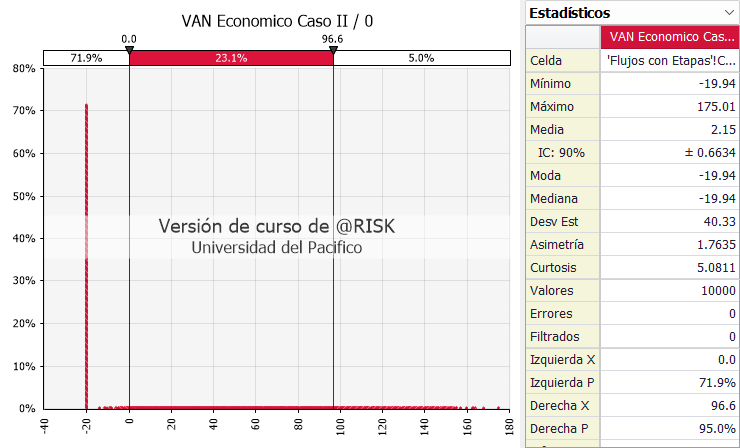 VAN Economico Caso II / 0
0.0 96.6
71.9% 23.1% 5.0%
80%
70%
60%
50%
40%
30%
20%
10%
0%
-40 -20 0 20 40 60 80 100 120 140 160 180
Versión de curso de @RISK
Universidad del Pacifico
Estadísticos
VAN Economico Cas...
Celda 'Flujos con Etapas'!C...
Mínimo -19.94
Máximo 175.01
Media 2.15
IC: 90% ± 0.6634
Moda -19.94
Mediana -19.94
Desv Est 40.33
Asimetría 1.7635
Curtosis 5.0811
Valores 10000
Errores 0
Filtrados 0
Izquierda X 0.0
Izquierda P 71.9%
Derecha X 96.6
Derecha P 95.0%